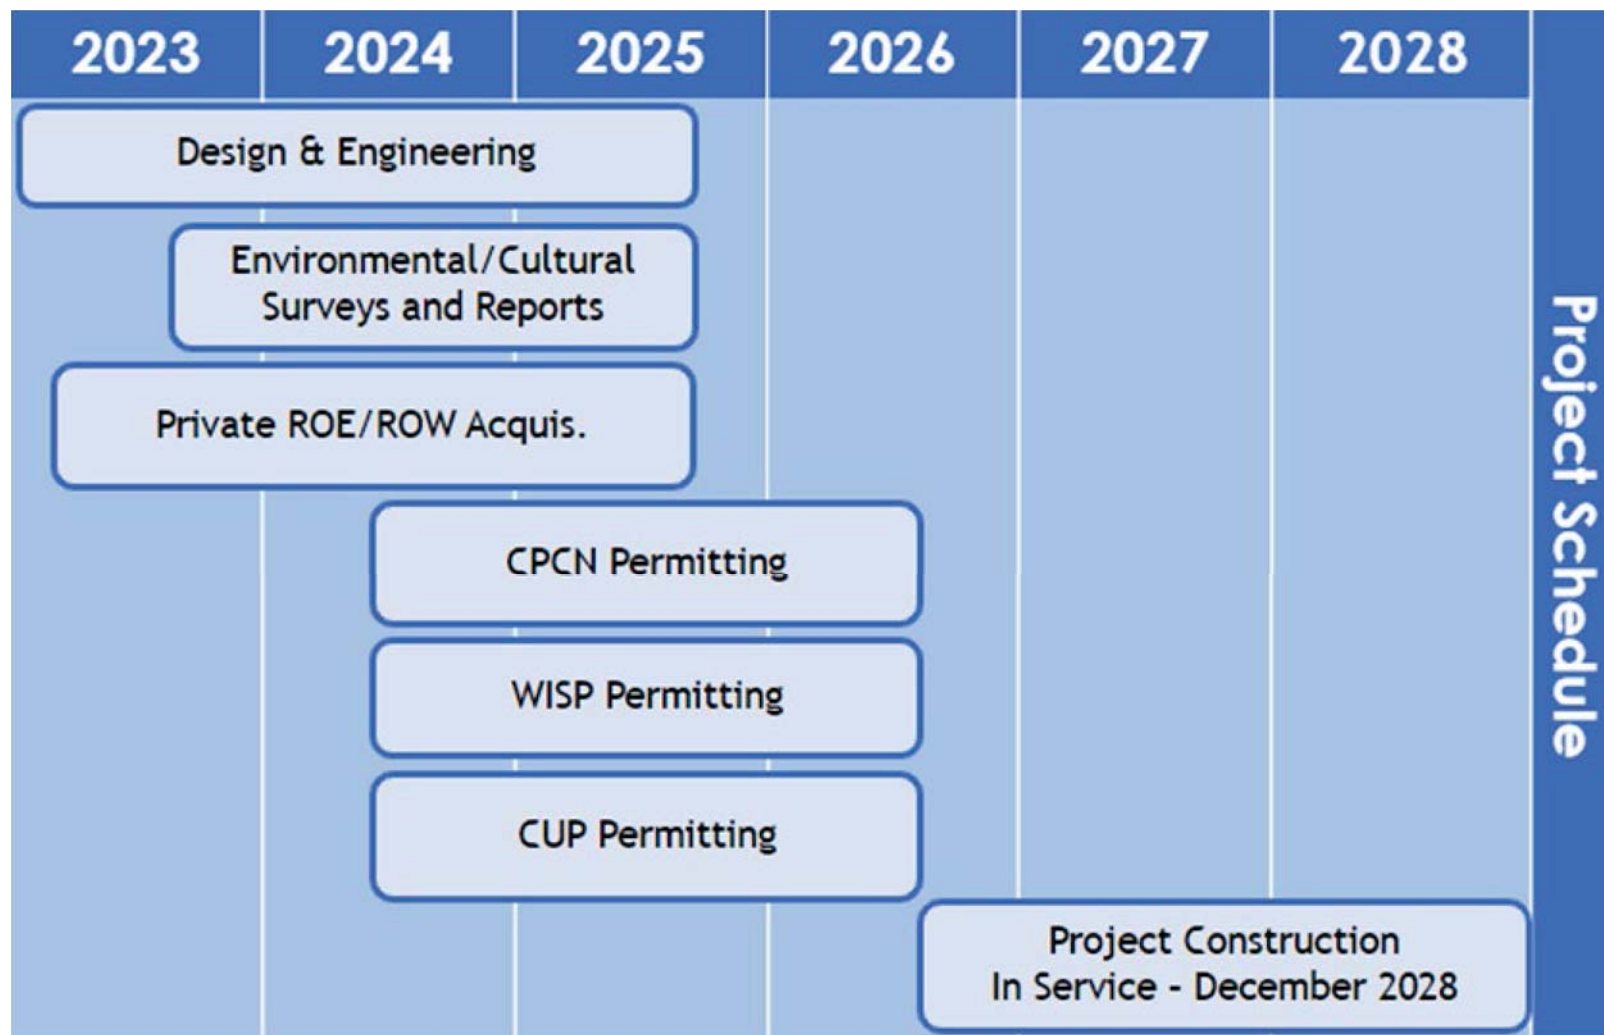 2023 2024 2025 2026 2027 2028
Design & Engineering
Environmental/Cultural
Surveys and Reports
Private ROE/ROW Acquis.
CPCN Permitting
WISP Permitting
CUP Permitting
Project Construction
In Service - December 2028
Project Schedule